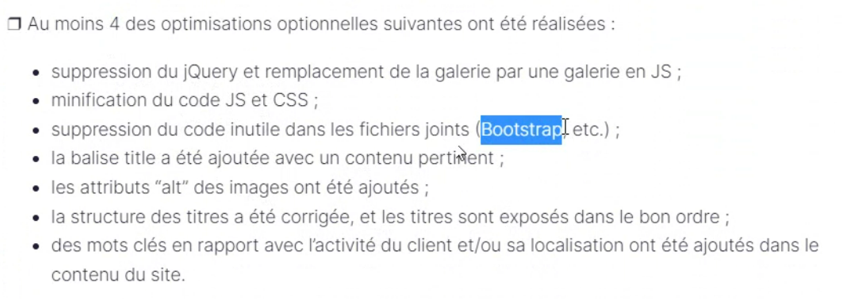 Au moins 4 des optimisations optionnelles suivantes ont été réalisées :
suppression du jQuery et remplacement de la galerie par une galerie en JS ;
minification du code JS et CSS ;
suppression du code inutile dans les fichiers joints (Bootstrap, etc.) ;
la balise title a été ajoutée avec un contenu pertinent ;
les attributs “alt” des images ont été ajoutés ;
la structure des titres a été corrigée, et les titres sont exposés dans le bon ordre ;
des mots clés en rapport avec l’activité du client et/ou sa localisation ont été ajoutés dans le
contenu du site.